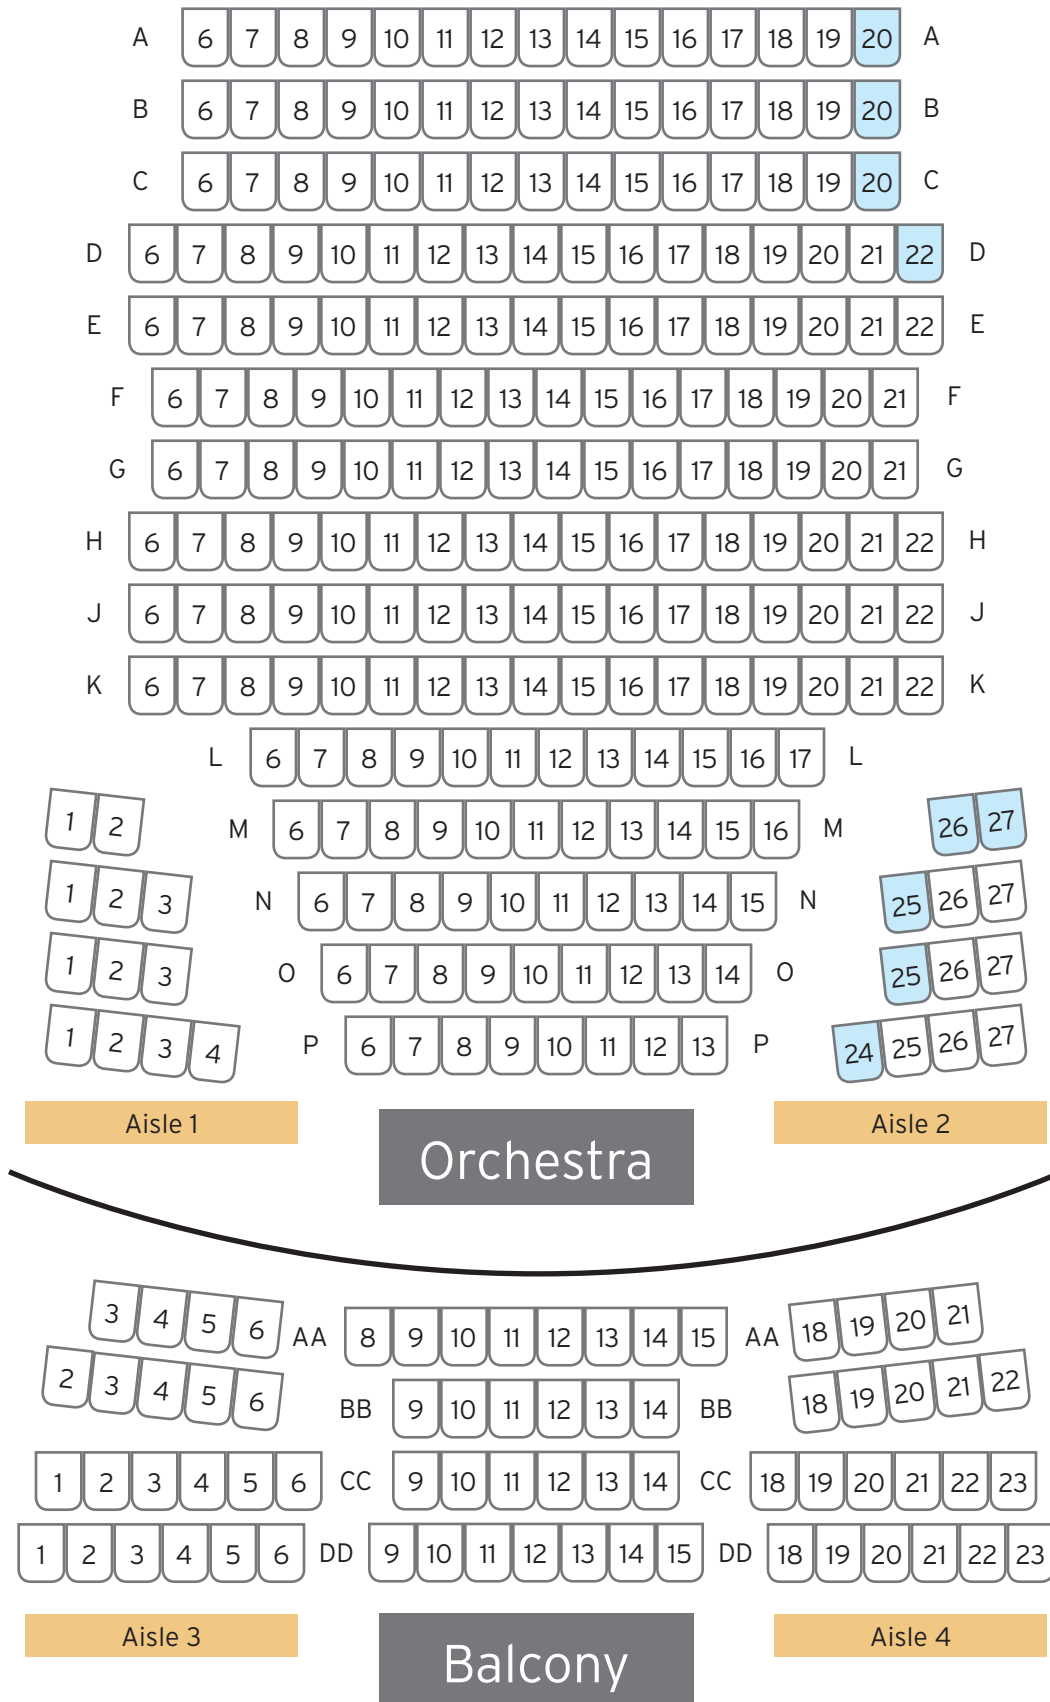 A 6 7 8 9 10 11 12 13 14 15 16 17 18 19 20 A
B 6 7 8 9 10 11 12 13 14 15 16 17 18 19 20 B
C 6 7 8 9 10 11 12 13 14 15 16 17 18 19 20 C
D 6 7 8 9 10 11 12 13 14 15 16 17 18 19 20 21 22 D
E 6 7 8 9 10 11 12 13 14 15 16 17 18 19 20 21 22 E
F 6 7 8 9 10 11 12 13 14 15 16 17 18 19 20 21 F
G 6 7 8 9 10 11 12 13 14 15 16 17 18 19 20 21 G
H 6 7 8 9 10 11 12 13 14 15 16 17 18 19 20 21 22 H
J 6 7 8 9 10 11 12 13 14 15 16 17 18 19 20 21 22 J
K 6 7 8 9 10 11 12 13 14 15 16 17 18 19 20 21 22 K
L 6 7 8 9 10 11 12 13 14 15 16 17 L
1 2 M 6 7 8 9 10 11 12 13 14 15 16 M 26 27
1 2 3 N 6 7 8 9 10 11 12 13 14 15 N 25 26 27
1 2 3 O 6 7 8 9 10 11 12 13 14 O 25 26 27
1 2 3 4 P 6 7 8 9 10 11 12 13 P 24 25 26 27
Aisle 1 Orchestra Aisle 2
3 4 5 6 AA 8 9 10 11 12 13 14 15 AA 18 19 20 21
2 3 4 5 6 BB 9 10 11 12 13 14 BB 18 19 20 21 22
1 2 3 4 5 6 CC 9 10 11 12 13 14 CC 18 19 20 21 22 23
1 2 3 4 5 6 DD 9 10 11 12 13 14 15 DD 18 19 20 21 22 23
Aisle 3 Balcony Aisle 4